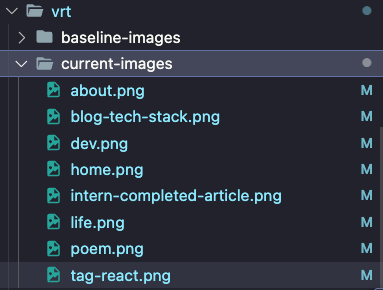 vrt
baseline-images
current-images
about.png M
blog-tech-stack.png M
dev.png M
home.png M
intern-completed-article.png M
life.png M
poem.png M
tag-react.png M